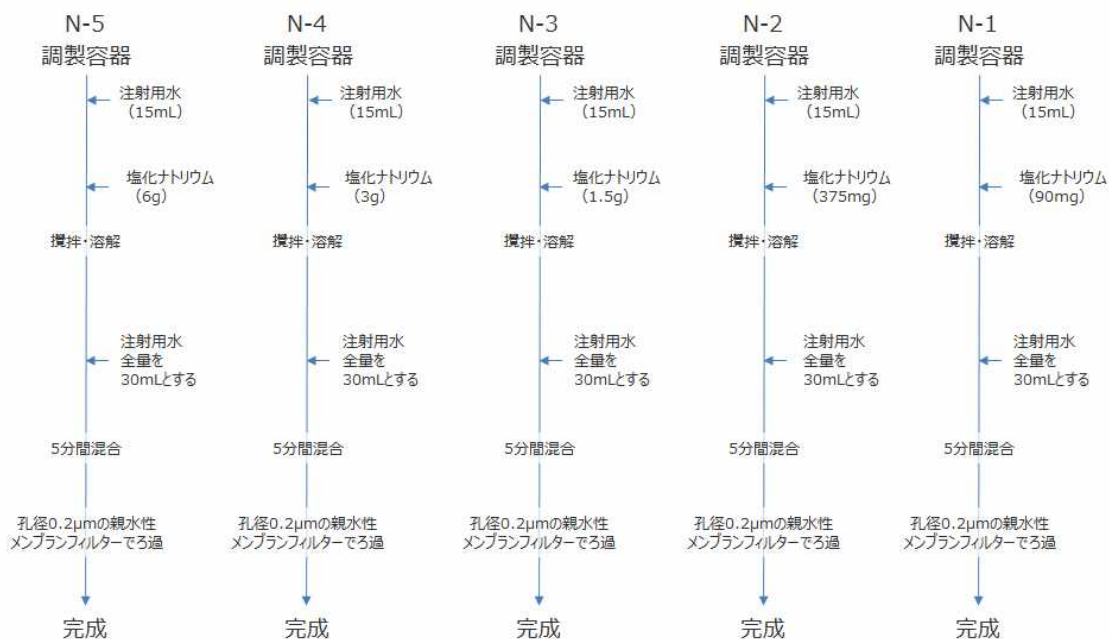 N-5
調製容器
注射用水
（15mL）
塩化ナトリウム
（6g）
攪拌・溶解
注射用水
全量を
30mLとする
5分間混合
孔径0.2μmの親水性
メンブランフィルターでろ過
完成
N-4
調製容器
注射用水
（15mL）
塩化ナトリウム
（3g）
攪拌・溶解
注射用水
全量を
30mLとする
5分間混合
孔径0.2μmの親水性
メンブランフィルターでろ過
完成
N-3
調製容器
注射用水
（15mL）
塩化ナトリウム
（1.5g）
攪拌・溶解
注射用水
全量を
30mLとする
5分間混合
孔径0.2μmの親水性
メンブランフィルターでろ過
完成
N-2
調製容器
注射用水
（15mL）
塩化ナトリウム
（375mg）
攪拌・溶解
注射用水
全量を
30mLとする
5分間混合
孔径0.2μmの親水性
メンブランフィルターでろ過
完成
N-1
調製容器
注射用水
（15mL）
塩化ナトリウム
（90mg）
攪拌・溶解
注射用水
全量を
30mLとする
5分間混合
孔径0.2μmの親水性
メンブランフィルターでろ過
完成